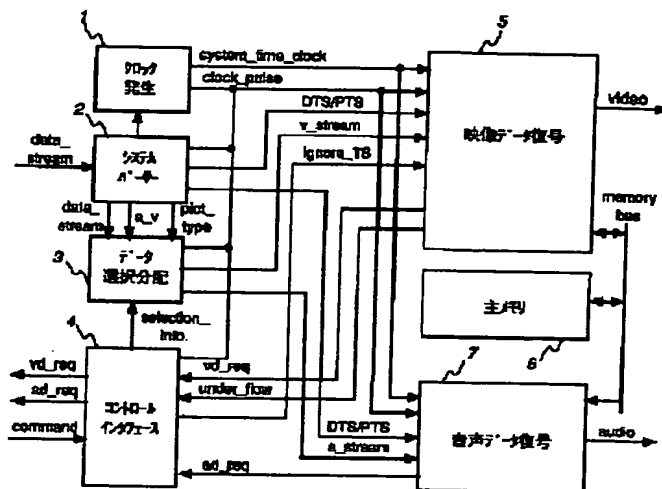 1
クロック
発生
system_time_clock
clock_pulse
5
映像データ復号
video
2
システム
パーサー
data_
stream
DTS/PTS
v_stream
ignore_TS
data_
stream
a_v
pict_
type
memory
bus
3
データ
選択分配
主メモリ
6
selection_
info.
4
コントロール
インタフェース
vd_req
ad_req
command
vd_req
under_flow
DTS/PTS
a_stream
ad_req
7
音声データ復号
audio